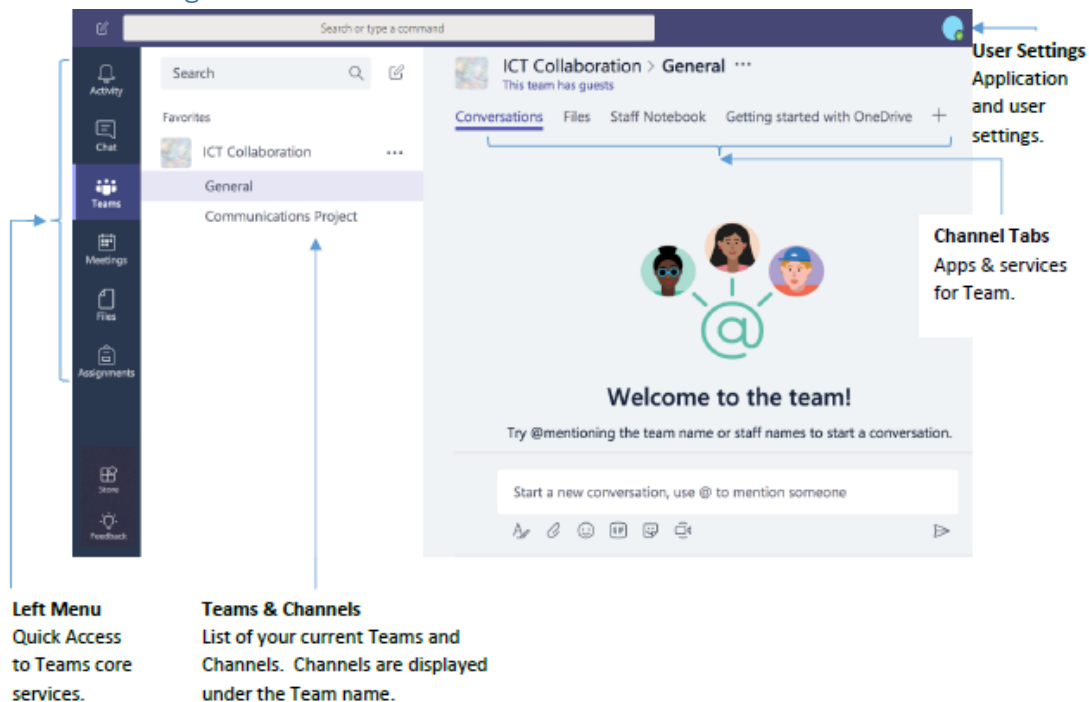 Search or type a command
User Settings
Application
and user
settings.
Activity
Chat
Teams
Meetings
Files
Assignments
Store
Feedback
Search
Favorites
ICT Collaboration
General
Communications Project
ICT Collaboration > General
This team has guests
Conversations Files Staff Notebook Getting started with OneDrive
Channel Tabs
Apps & services
for Team.
@
Welcome to the team!
Try @mentioning the team name or staff names to start a conversation.
Start a new conversation, use @ to mention someone
GIF
Left Menu
Quick Access
to Teams core
services.
Teams & Channels
List of your current Teams and
Channels. Channels are displayed
under the Team name.